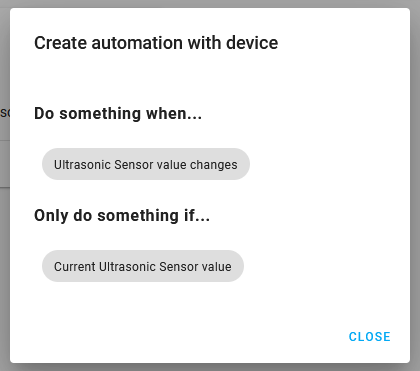 Create automation with device
Do something when...
Ultrasonic Sensor value changes
Only do something if...
Current Ultrasonic Sensor value
CLOSE